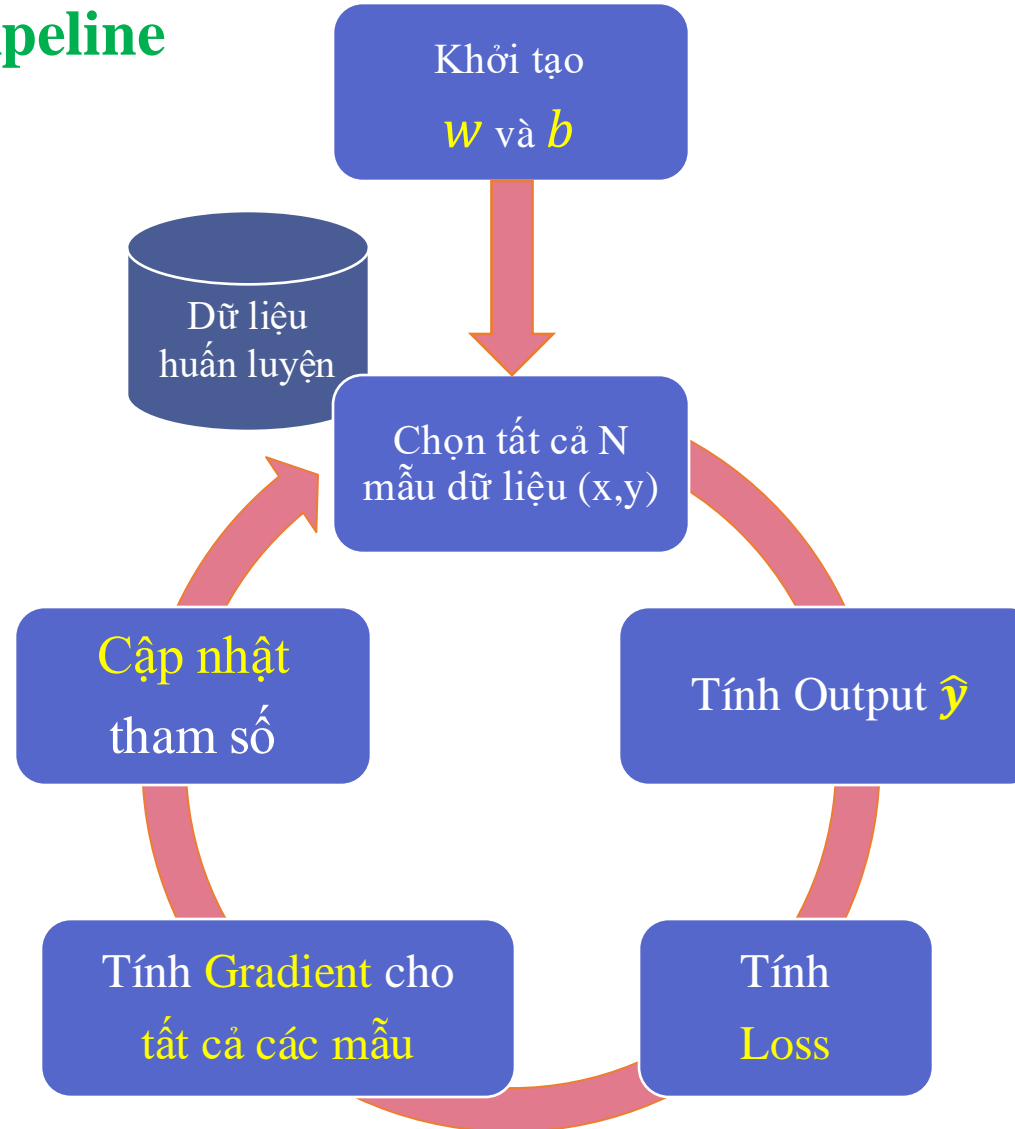 peline
Khởi tạo
w và b
Dữ liệu
huấn luyện
Chọn tất cả N
mẫu dữ liệu (x,y)
Cập nhật
tham số
Tính Output ŷ
Tính Gradient cho
tất cả các mẫu
Tính
Loss